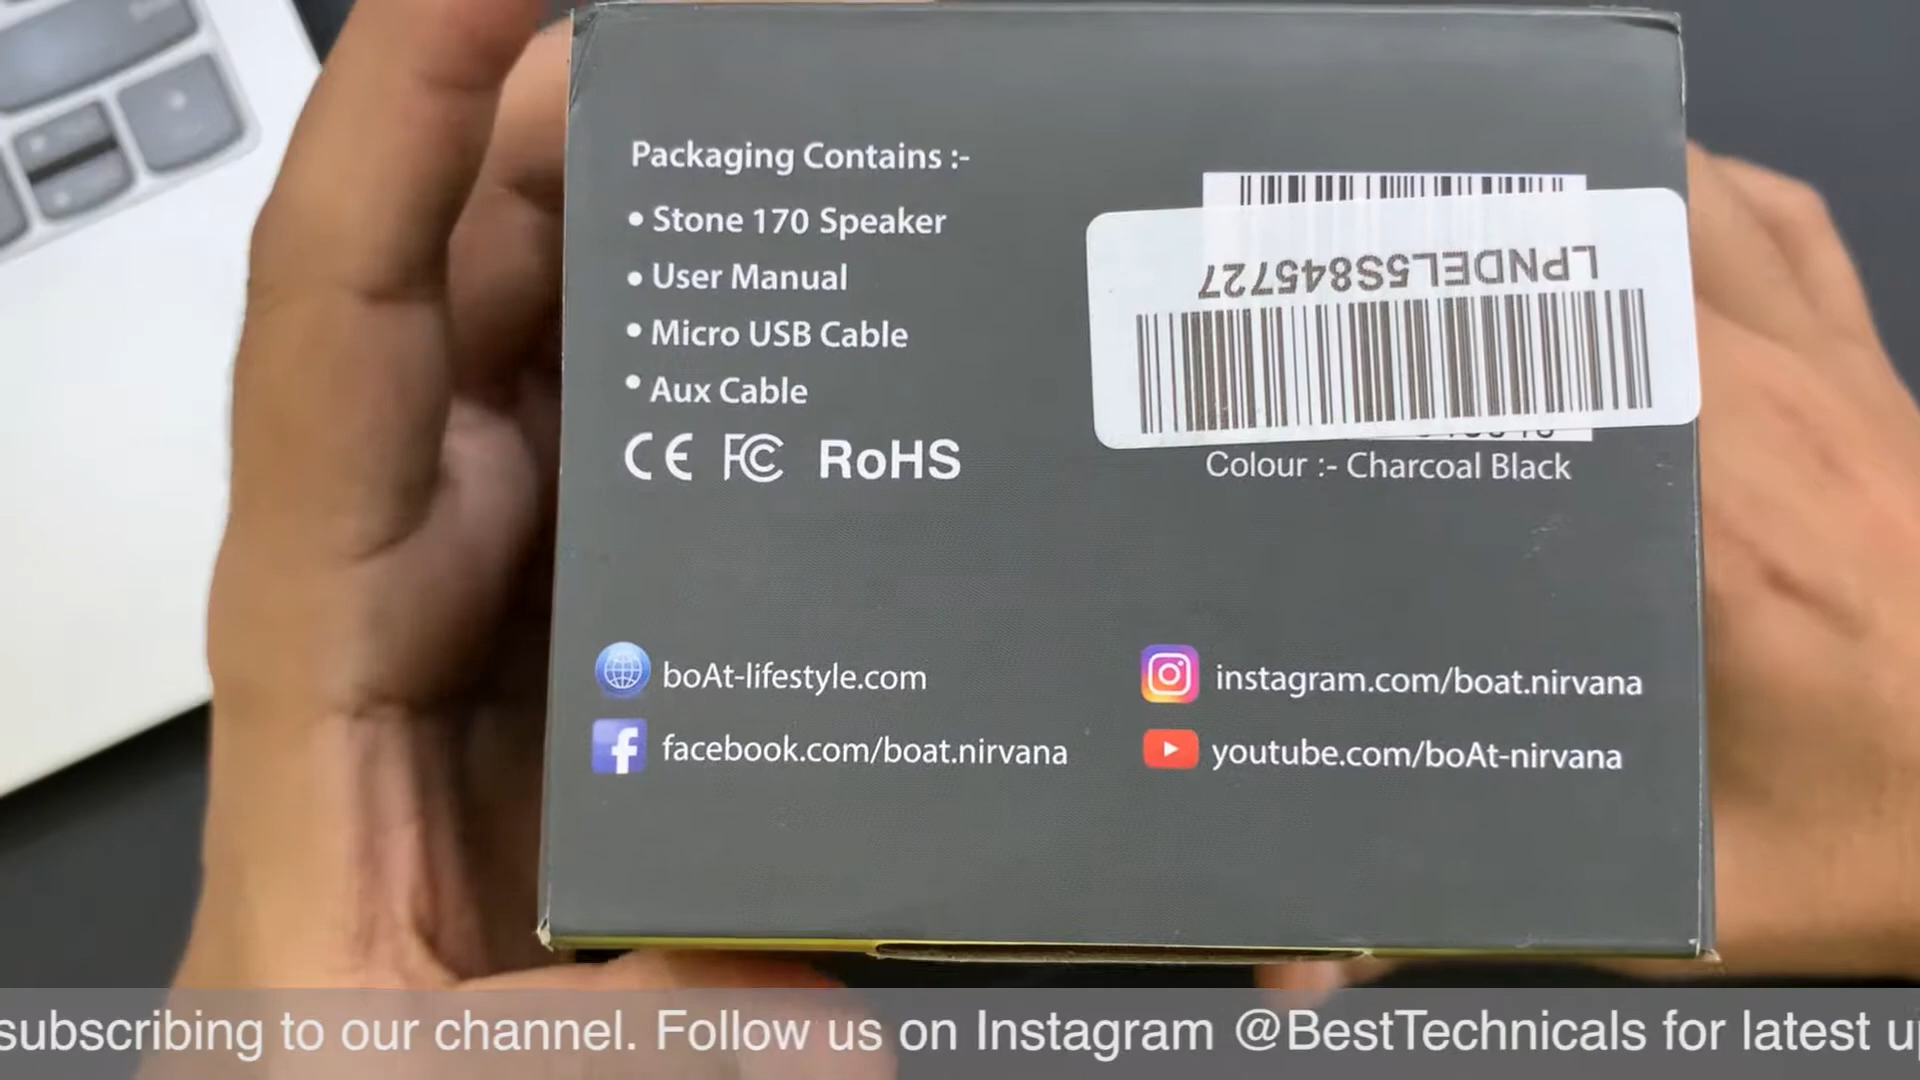 Packaging Contains :-
• Stone 170 Speaker
• User Manual
• Micro USB Cable
• Aux Cable
CE FC RoHS
LPNDEL5S845727
Colour :- Charcoal Black
boAt-lifestyle.com
instagram.com/boat.nirvana
facebook.com/boat.nirvana
youtube.com/boAt-nirvana
subscribing to our channel. Follow us on Instagram @BestTechnicals for latest